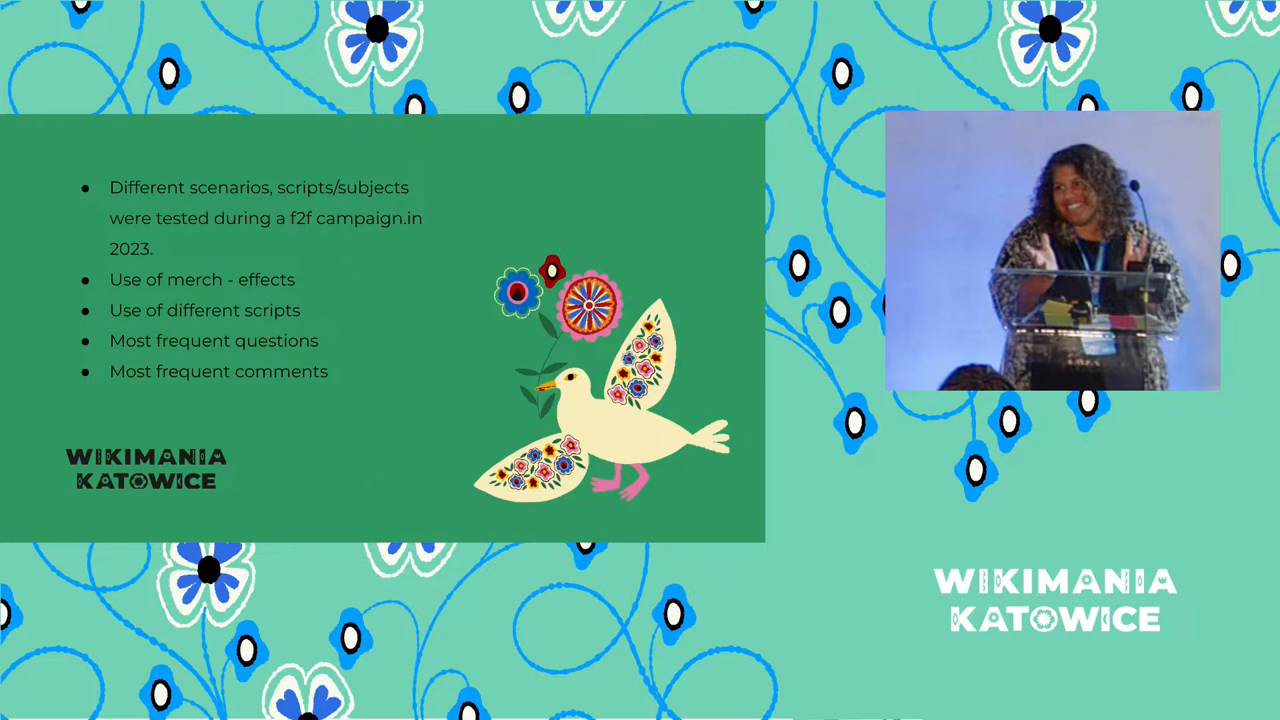 ● Different scenarios, scripts/subjects
were tested during a f2f campaign.in
2023.
● Use of merch - effects
● Use of different scripts
● Most frequent questions
● Most frequent comments
WIKIMANIA
KATOWICE
WIKIMANIA
KATOWICE